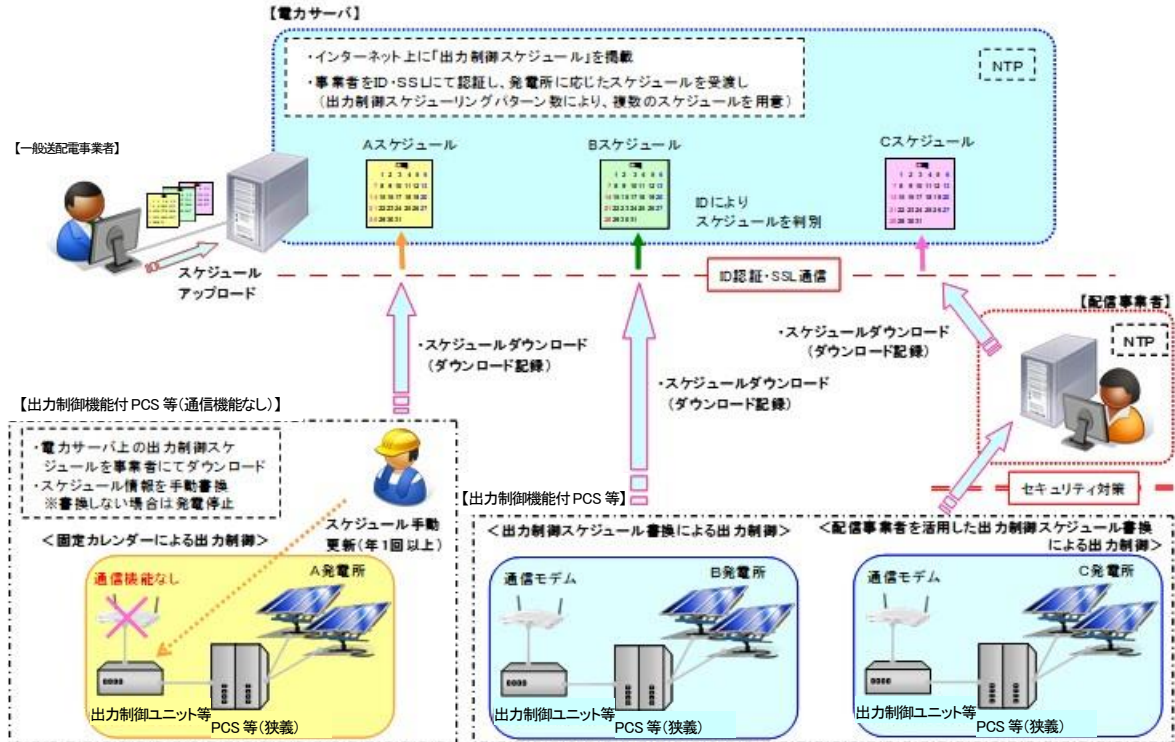 【電力サーバ】
・インターネット上に「出力制御スケジュール」を掲載
・事業者をID・SSLにて認証し、発電所に応じたスケジュールを受渡し
（出力制御スケジューリングパターン数により、複数のスケジュールを用意）
NTP
【一般送配電事業者】
Aスケジュール
Bスケジュール
Cスケジュール
IDにより
スケジュールを判別
スケジュール
アップロード
ID認証・SSL通信
【配信事業者】
NTP
・スケジュールダウンロード
（ダウンロード記録）
・スケジュールダウンロード
（ダウンロード記録）
・スケジュールダウンロード
（ダウンロード記録）
【出力制御機能付 PCS 等（通信機能なし）】
・電力サーバ上の出力制御スケ
ジュールを事業者にてダウンロード
・スケジュール情報を手動書換
※書換しない場合は発電停止
スケジュール手動
更新（年1回以上）
＜固定カレンダーによる出力制御＞
通信機能なし
A発電所
出力制御ユニット等
PCS 等（狭義）
セキュリティ対策
【出力制御機能付 PCS 等】
＜出力制御スケジュール書換による出力制御＞
通信モデム
B発電所
出力制御ユニット等
PCS 等（狭義）
＜配信事業者を活用した出力制御スケジュール書換
による出力制御＞
通信モデム
C発電所
出力制御ユニット等
PCS 等（狭義）